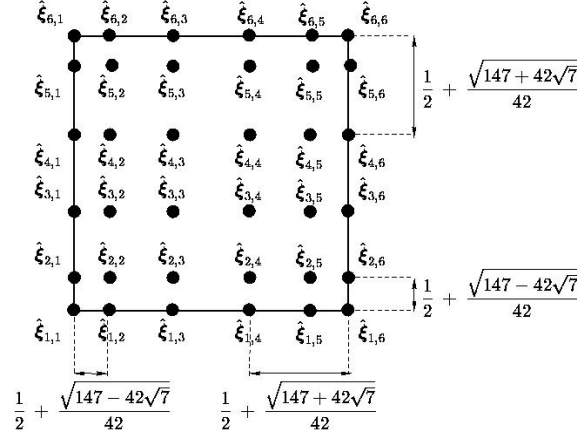 ξ̂₆,₁ ξ̂₆,₂ ξ̂₆,₃ ξ̂₆,₄ ξ̂₆,₅ ξ̂₆,₆
ξ̂₅,₁ ξ̂₅,₂ ξ̂₅,₃ ξ̂₅,₄ ξ̂₅,₅ ξ̂₅,₆
1/2 + √(147 + 42√7)/42
ξ̂₄,₁ ξ̂₄,₂ ξ̂₄,₃ ξ̂₄,₄ ξ̂₄,₅ ξ̂₄,₆
ξ̂₃,₁ ξ̂₃,₂ ξ̂₃,₃ ξ̂₃,₄ ξ̂₃,₅ ξ̂₃,₆
ξ̂₂,₁ ξ̂₂,₂ ξ̂₂,₃ ξ̂₂,₄ ξ̂₂,₅ ξ̂₂,₆
1/2 + √(147 − 42√7)/42
ξ̂₁,₁ ξ̂₁,₂ ξ̂₁,₃ ξ̂₁,₄ ξ̂₁,₅ ξ̂₁,₆
1/2 + √(147 − 42√7)/42 1/2 + √(147 + 42√7)/42